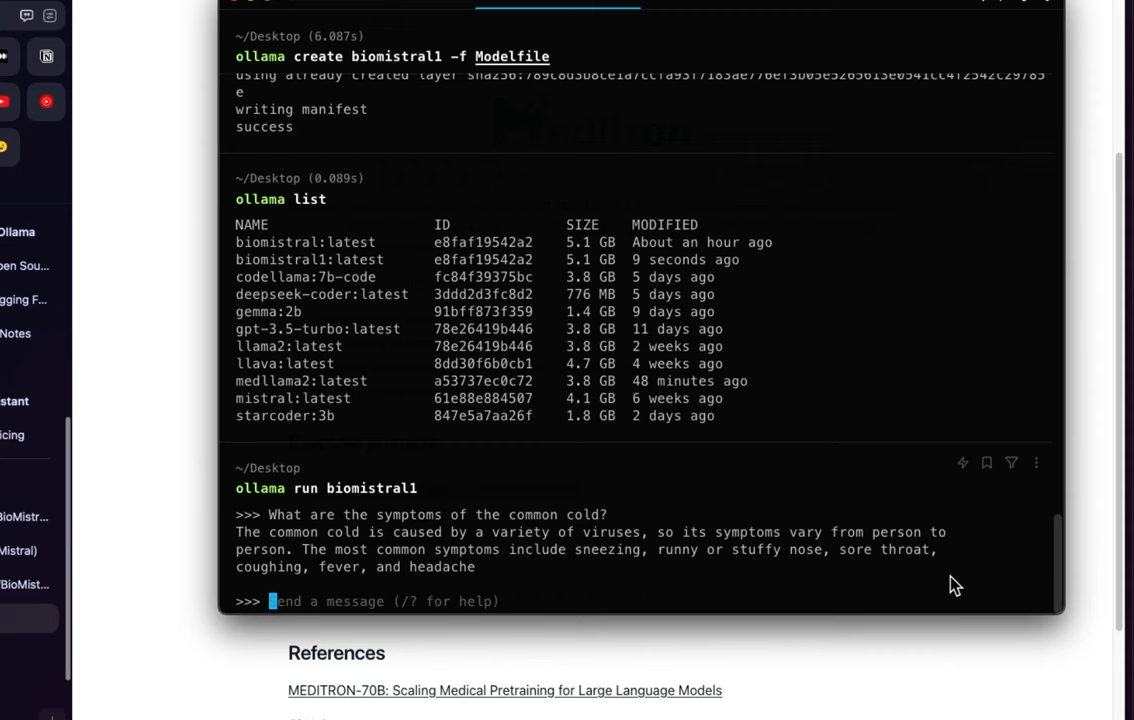 ~/Desktop (6.087s)
ollama create biomistral1 -f Modelfile
e
writing manifest
success
~/Desktop (0.089s)
ollama list
NAME ID SIZE MODIFIED
biomistral:latest e8faf19542a2 5.1 GB About an hour ago
biomistral1:latest e8faf19542a2 5.1 GB 9 seconds ago
codellama:7b-code fc84f39375bc 3.8 GB 5 days ago
deepseek-coder:latest 3ddd2d3fc8d2 776 MB 5 days ago
gemma:2b 91bff873f359 1.4 GB 9 days ago
gpt-3.5-turbo:latest 78e26419b446 3.8 GB 11 days ago
llama2:latest 78e26419b446 3.8 GB 2 weeks ago
llava:latest 8dd30f6b0cb1 4.7 GB 4 weeks ago
medllama2:latest a53737ec0c72 3.8 GB 48 minutes ago
mistral:latest 61e88e884507 4.1 GB 6 weeks ago
starcoder:3b 847e5a7aa26f 1.8 GB 2 days ago
~/Desktop
ollama run biomistral1
>>> What are the symptoms of the common cold?
The common cold is caused by a variety of viruses, so its symptoms vary from person to
person. The most common symptoms include sneezing, runny or stuffy nose, sore throat,
coughing, fever, and headache
>>> end a message (/? for help)
References
MEDITRON-70B: Scaling Medical Pretraining for Large Language Models
Ollama
pen Sou...
gging F...
Notes
stant
icing
BioMistr...
Mistral)
/BioMist...